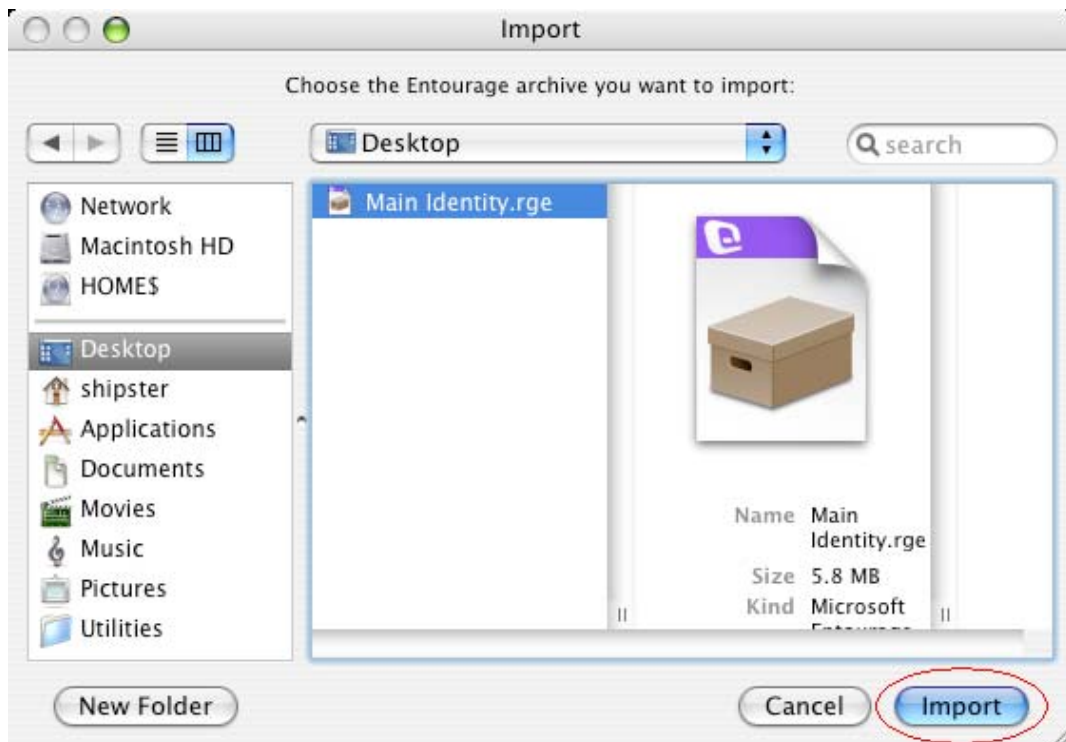 Import
Choose the Entourage archive you want to import:
Desktop
search
Network
Macintosh HD
HOME$
Desktop
shipster
Applications
Documents
Movies
Music
Pictures
Utilities
Main Identity.rge
Name Main
Identity.rge
Size 5.8 MB
Kind Microsoft
New Folder
Cancel
Import